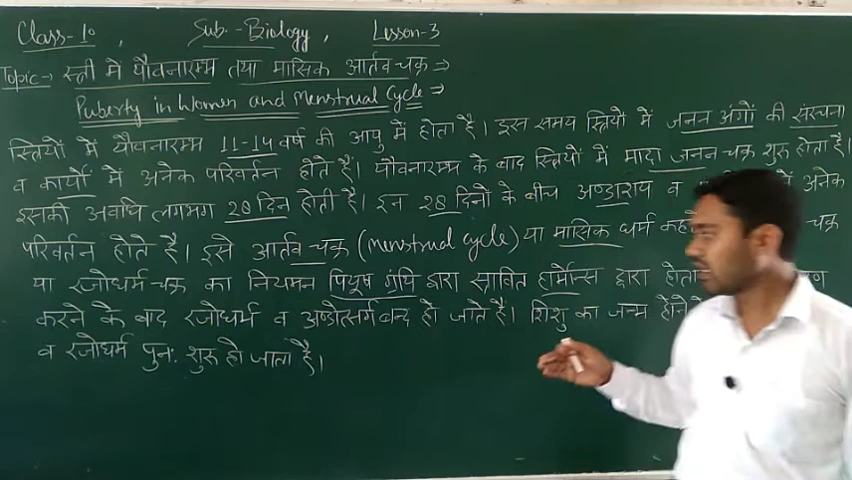 Class-10, Sub.-Biology, Lesson-3
Topic→ स्त्री में यौवनारम्भ तथा मासिक आर्तव चक्र ⇒
Puberty in Women and Menstrual Cycle ⇒
स्त्रियों में यौवनारम्भ 11-14 वर्ष की आयु में होता है। इस समय स्त्रियों में जनन अंगों की संरचना
व कार्यों में अनेक परिवर्तन होते हैं। यौवनारम्भ के बाद स्त्रियों में मादा जनन चक्र शुरू होता है।
इसकी अवधि लगभग 28 दिन होती है। इन 28 दिनों के बीच अण्डाशय व में अनेक
परिवर्तन होते है। इसे आर्तव चक्र (menstrual cycle) या मासिक धर्म चक्र
या रजोधर्म चक्र का नियमन पियूष ग्रंथि द्वारा स्रावित हार्मोन्स द्वारा होता
करने के बाद रजोधर्म व अण्डोत्सर्ग बन्द हो जाते हैं। शिशु का जन्म होने
व रजोधर्म पुन: शुरू हो जाता है।